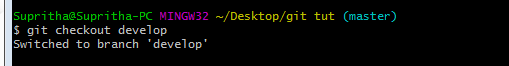 Supritha@Supritha-PC MINGW32 ~/Desktop/git tut (master)
$ git checkout develop
Switched to branch 'develop'